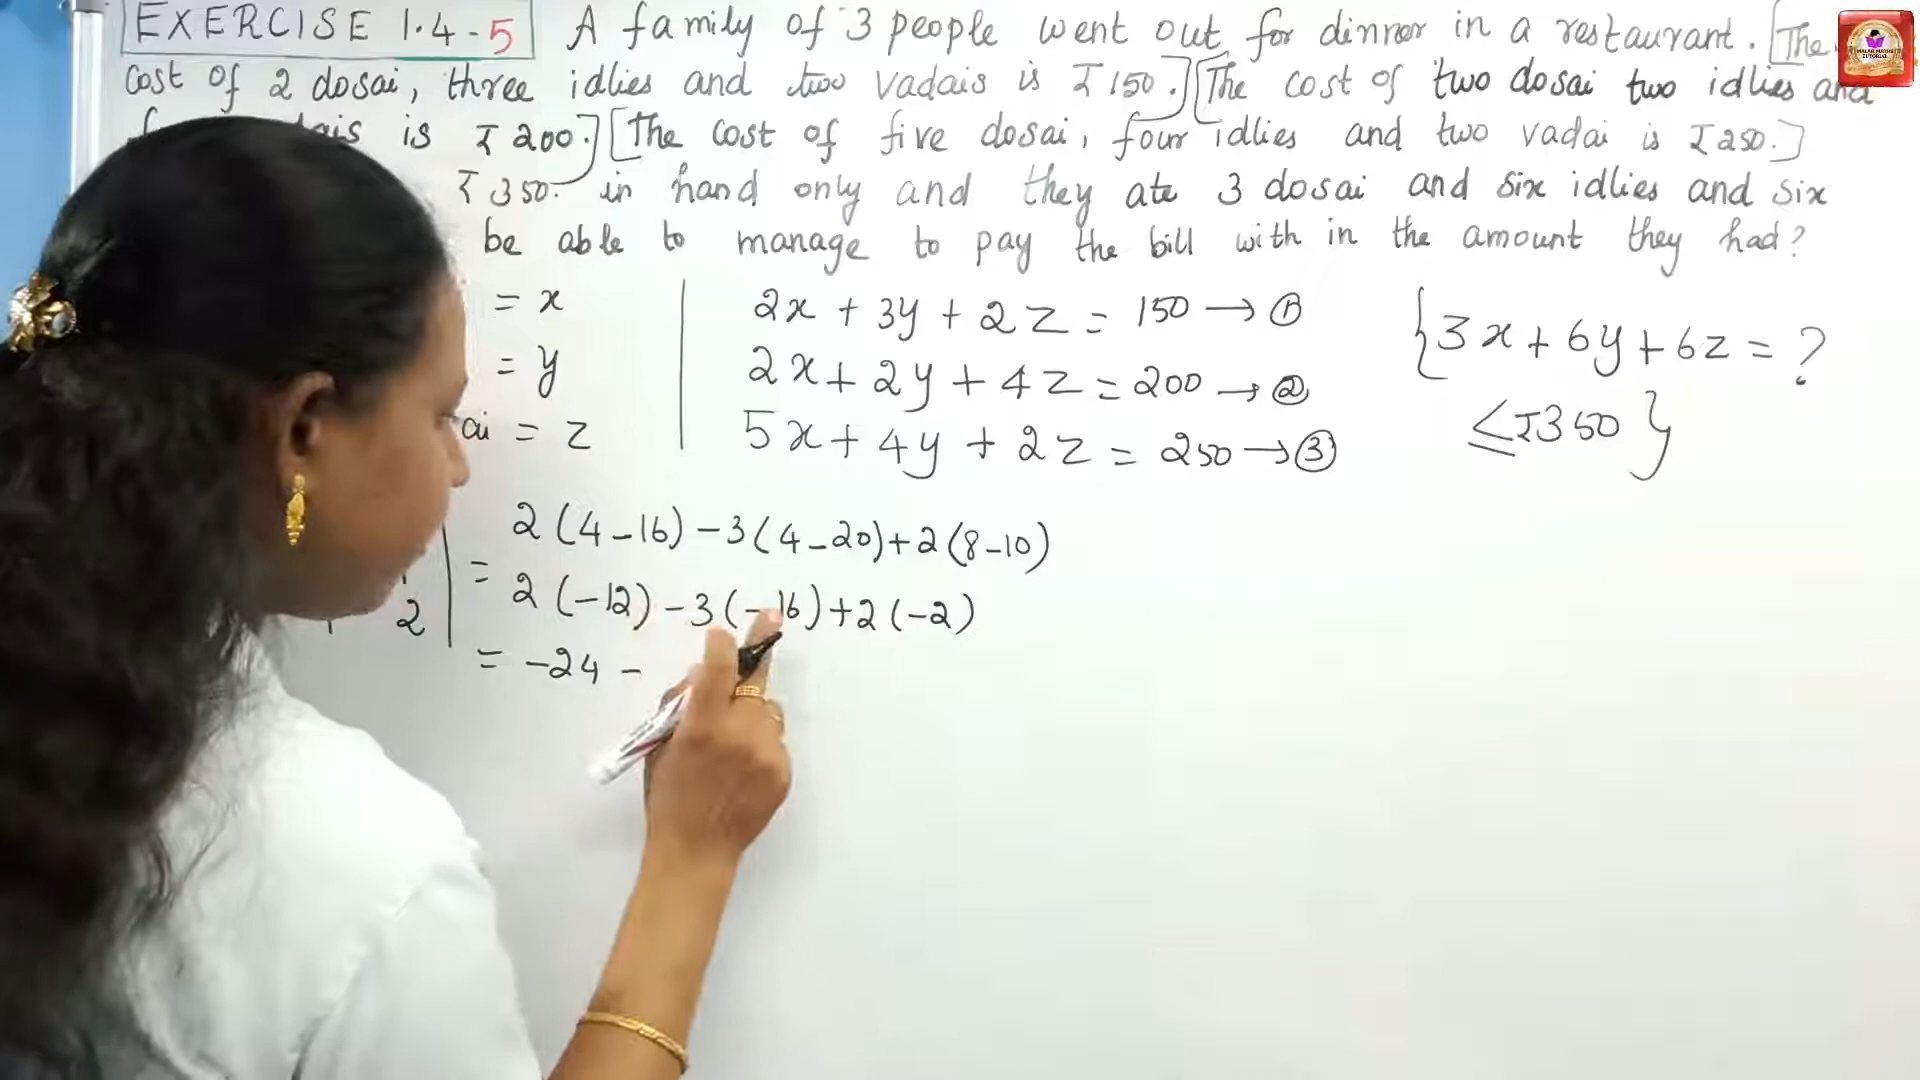 EXERCISE 1.4-5 A family of 3 people went out for dinner in a restaurant. [The
cost of 2 dosai, three idlies and two vadais is ₹150.] [The cost of two dosai two idlies and
is ₹200.] [The cost of five dosai, four idlies and two vadai is ₹250.]
₹350. in hand only and they ate 3 dosai and six idlies and six
be able to manage to pay the bill with in the amount they had?
= x
= y
ai = z
2x + 3y + 2z = 150 → ①
2x + 2y + 4z = 200 → ②
5x + 4y + 2z = 250 → ③
{3x + 6y + 6z = ?
≤ ₹350}
2
= 2(4-16) -3(4-20)+2(8-10)
2(-12) -3(-16)+2(-2)
= -24 -
MALAR MATHS
TUTORIAL